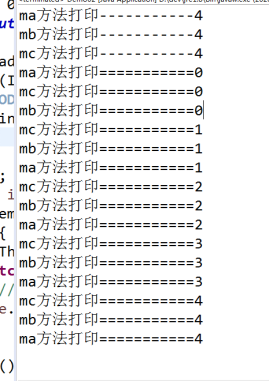 ma方法打印-----------4
mb方法打印-----------4
mc方法打印-----------4
ma方法打印===========0
mc方法打印===========0
mb方法打印===========0
mc方法打印===========1
mb方法打印===========1
ma方法打印===========1
mc方法打印===========2
mb方法打印===========2
ma方法打印===========2
mc方法打印===========3
mb方法打印===========3
ma方法打印===========3
mc方法打印===========4
mb方法打印===========4
ma方法打印===========4